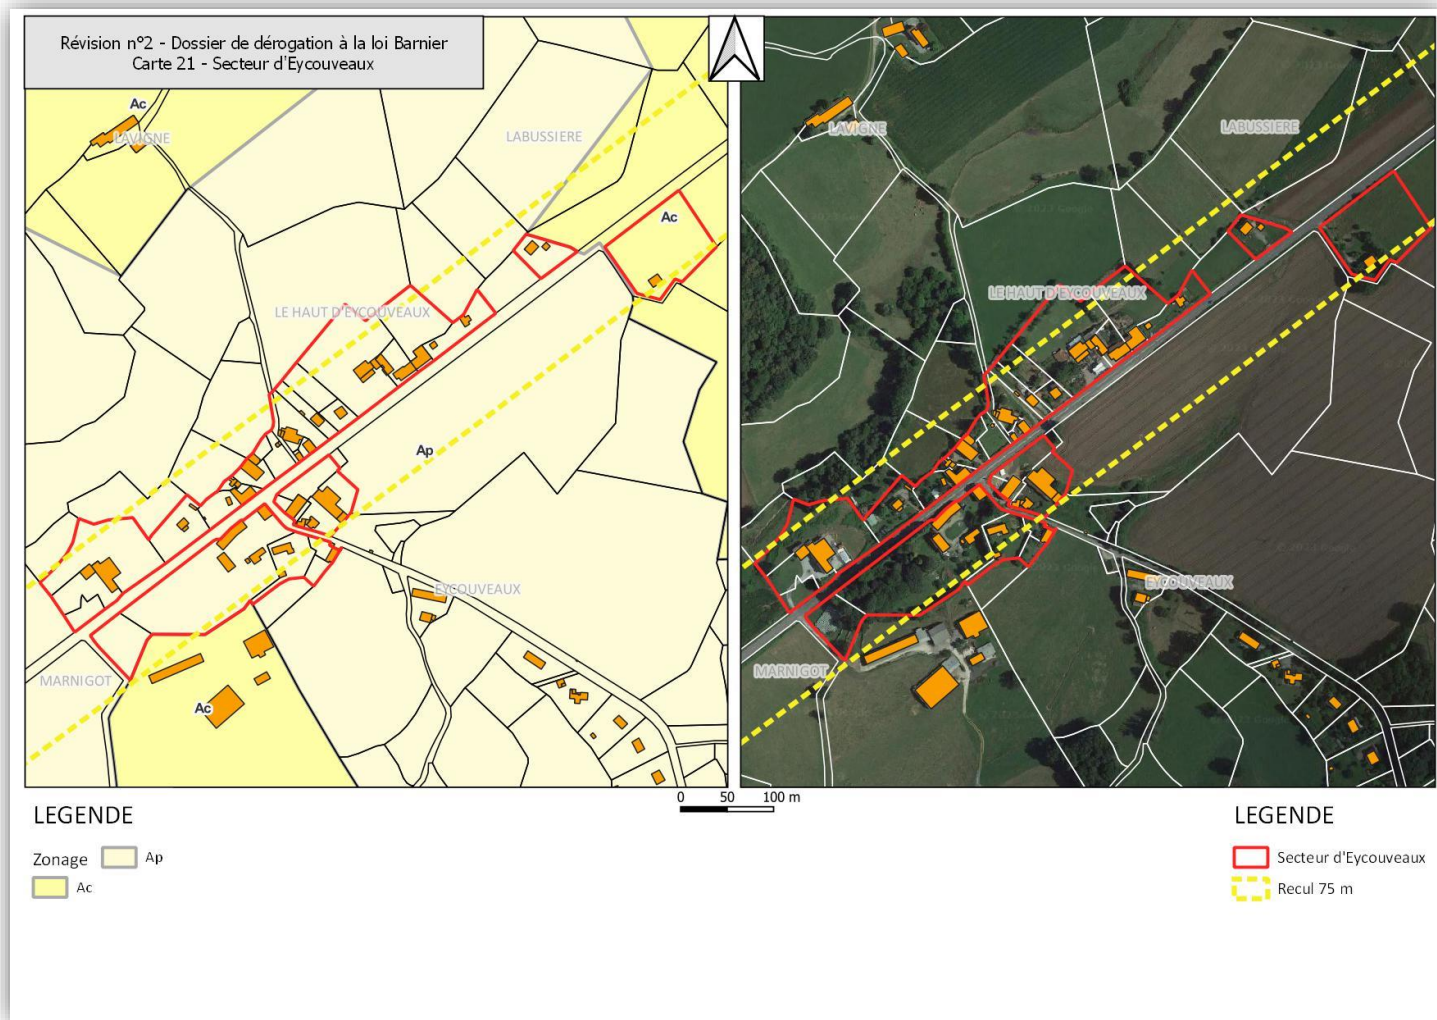 Révision n°2 - Dossier de dérogation à la loi Barnier
Carte 21 - Secteur d'Eycouveaux
Ac
LAVIGNE
LABUSSIERE
Ac
LE HAUT D'EYCOUVEAUX
Ap
EYCOUVEAUX
MARNIGOT
Ac
LAVIGNE
LABUSSIERE
LE HAUT D'EYCOUVEAUX
EYCOUVEAUX
MARNIGOT
0 50 100 m
LEGENDE
Zonage Ap
Ac
LEGENDE
Secteur d'Eycouveaux
Recul 75 m